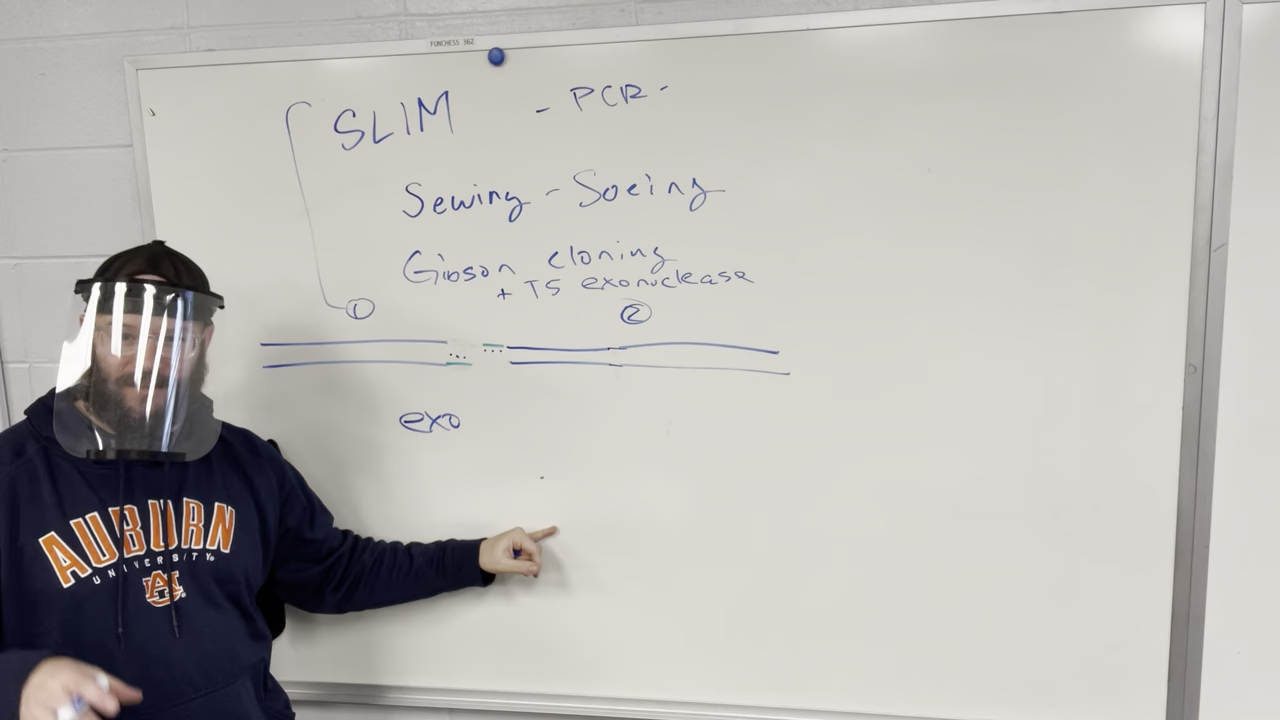 FUNCHESS 362
SLIM - PCR -
Sewing - Soeing
Gibson cloning
+ T5 exonuclease
① ②
exo
AUBURN
UNIVERSITY
AU